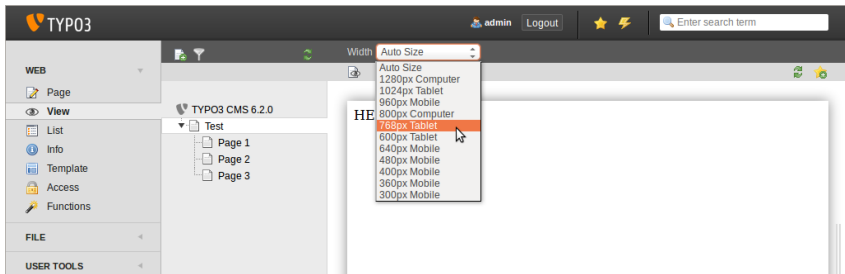 TYPO3
admin
Logout
Enter search term
Width
Auto Size
WEB
Page
View
List
Info
Template
Access
Functions
FILE
USER TOOLS
TYPO3 CMS 6.2.0
Test
Page 1
Page 2
Page 3
Auto Size
1280px Computer
1024px Tablet
960px Mobile
800px Computer
768px Tablet
600px Tablet
640px Mobile
480px Mobile
400px Mobile
360px Mobile
300px Mobile
HE